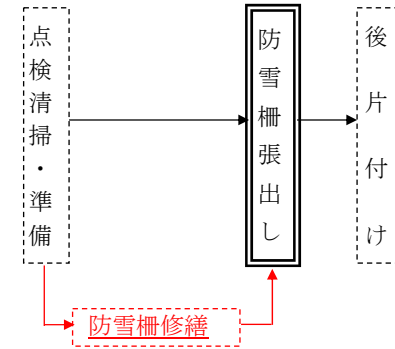 点検清掃・準備
防雪柵張出し
後片付け
防雪柵修繕